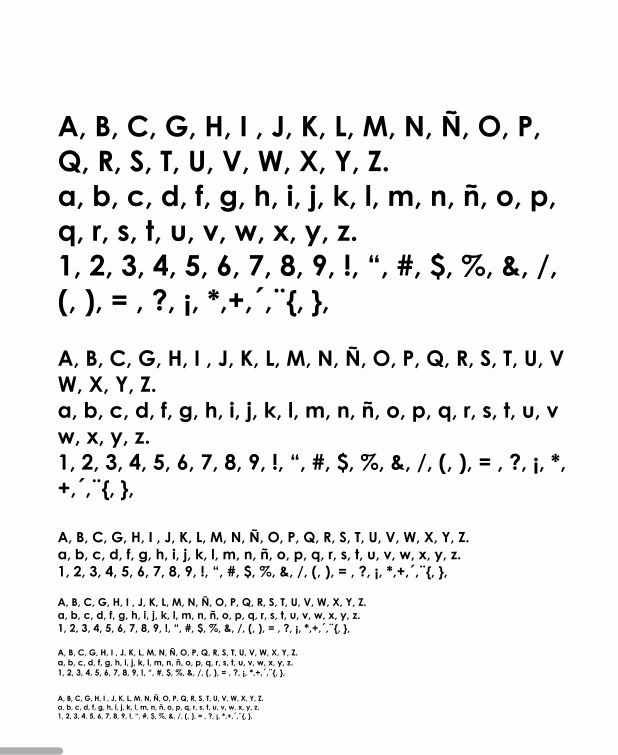 A, B, C, G, H, I , J, K, L, M, N, Ñ, O, P,
Q, R, S, T, U, V, W, X, Y, Z.
a, b, c, d, f, g, h, i, j, k, l, m, n, ñ, o, p,
q, r, s, t, u, v, w, x, y, z.
1, 2, 3, 4, 5, 6, 7, 8, 9, !, “, #, $, %, &, /,
(, ), = , ?, ¡, *,+,´,¨{, },
A, B, C, G, H, I , J, K, L, M, N, Ñ, O, P, Q, R, S, T, U, V
W, X, Y, Z.
a, b, c, d, f, g, h, i, j, k, l, m, n, ñ, o, p, q, r, s, t, u, v
w, x, y, z.
1, 2, 3, 4, 5, 6, 7, 8, 9, !, “, #, $, %, &, /, (, ), = , ?, ¡, *,
+,´,¨{, },
A, B, C, G, H, I , J, K, L, M, N, Ñ, O, P, Q, R, S, T, U, V, W, X, Y, Z.
a, b, c, d, f, g, h, i, j, k, l, m, n, ñ, o, p, q, r, s, t, u, v, w, x, y, z.
1, 2, 3, 4, 5, 6, 7, 8, 9, !, “, #, $, %, &, /, (, ), = , ?, ¡, *,+,´,¨{, },
A, B, C, G, H, I , J, K, L, M, N, Ñ, O, P, Q, R, S, T, U, V, W, X, Y, Z.
a, b, c, d, f, g, h, i, j, k, l, m, n, ñ, o, p, q, r, s, t, u, v, w, x, y, z.
1, 2, 3, 4, 5, 6, 7, 8, 9, !, “, #, $, %, &, /, (, ), = , ?, ¡, *,+,´,¨{, },
A, B, C, G, H, I , J, K, L, M, N, Ñ, O, P, Q, R, S, T, U, V, W, X, Y, Z.
a, b, c, d, f, g, h, i, j, k, l, m, n, ñ, o, p, q, r, s, t, u, v, w, x, y, z.
1, 2, 3, 4, 5, 6, 7, 8, 9, !, “, #, $, %, &, /, (, ), = , ?, ¡, *,+,´,¨{, },
A, B, C, G, H, I , J, K, L, M, N, Ñ, O, P, Q, R, S, T, U, V, W, X, Y, Z.
a, b, c, d, f, g, h, i, j, k, l, m, n, ñ, o, p, q, r, s, t, u, v, w, x, y, z.
1, 2, 3, 4, 5, 6, 7, 8, 9, !, “, #, $, %, &, /, (, ), = , ?, ¡, *,+,´,¨{, },